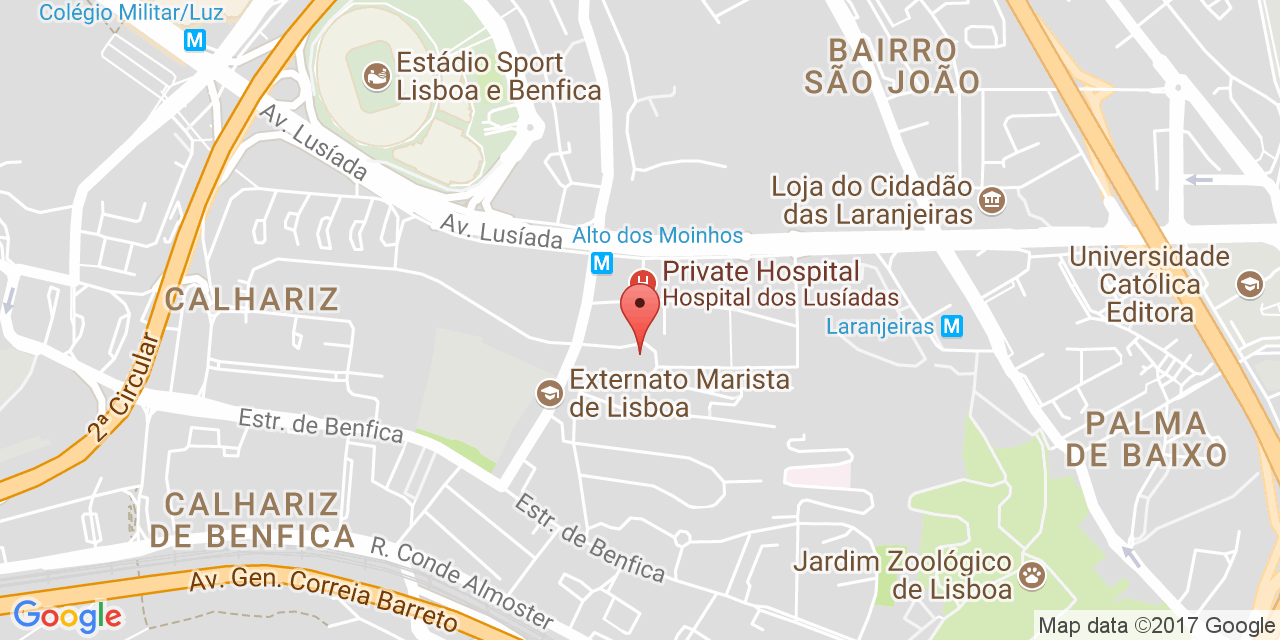 Colégio Militar/Luz
M
Estádio Sport
Lisboa e Benfica
BAIRRO
SÃO JOÃO
Av. Lusíada
Loja do Cidadão
das Laranjeiras
Av. Lusíada
Alto dos Moinhos
M
Private Hospital
Hospital dos Lusíadas
Universidade
Católica
Editora
CALHARIZ
Laranjeiras M
2ª Circular
Externato Marista
de Lisboa
Estr. de Benfica
PALMA
DE BAIXO
CALHARIZ
DE BENFICA
Estr. de Benfica
R. Conde Almoster
Jardim Zoológico
de Lisboa
Av. Gen. Correia Barreto
Google
Map data ©2017 Google